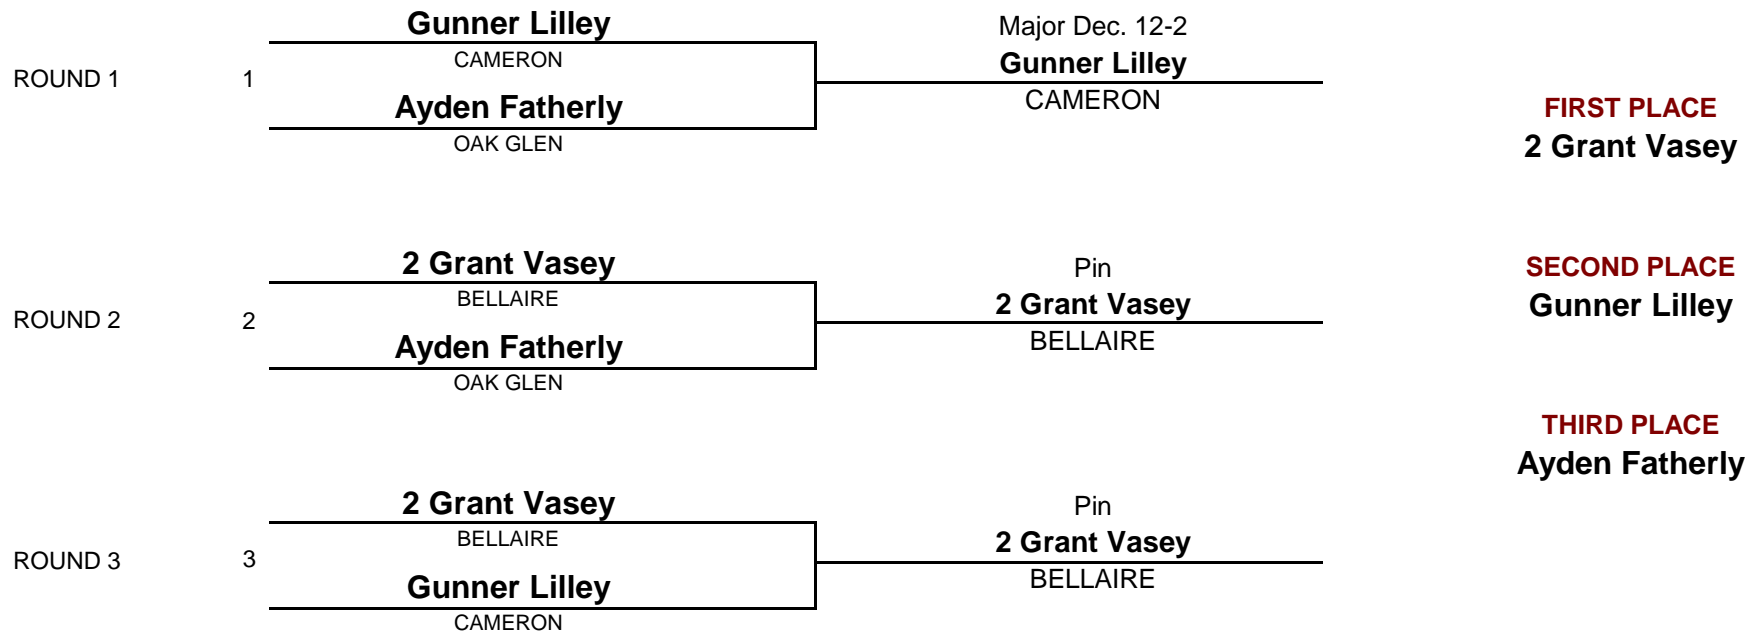 Gunner Lilley
CAMERON
ROUND 1
1
Ayden Fatherly
OAK GLEN
Major Dec. 12-2
Gunner Lilley
CAMERON
FIRST PLACE
2 Grant Vasey
2 Grant Vasey
BELLAIRE
ROUND 2
2
Ayden Fatherly
OAK GLEN
Pin
2 Grant Vasey
BELLAIRE
SECOND PLACE
Gunner Lilley
THIRD PLACE
Ayden Fatherly
2 Grant Vasey
BELLAIRE
ROUND 3
3
Gunner Lilley
CAMERON
Pin
2 Grant Vasey
BELLAIRE